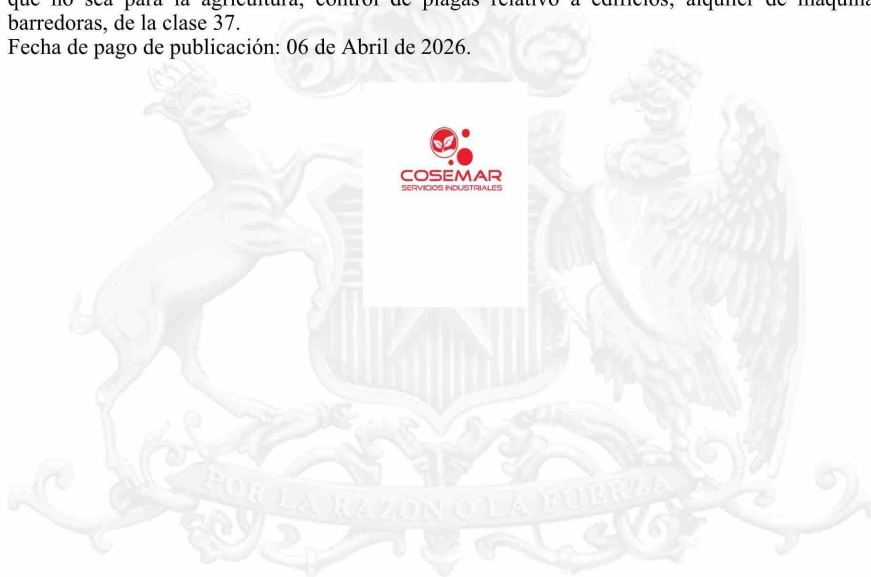 que no sea para la agricultura; control de plagas relativo a edificios; alquiler de máquina
barredoras, de la clase 37.
Fecha de pago de publicación: 06 de Abril de 2026.
COSEMAR
SERVICIOS INDUSTRIALES
POR LA RAZON O LA FUERZA